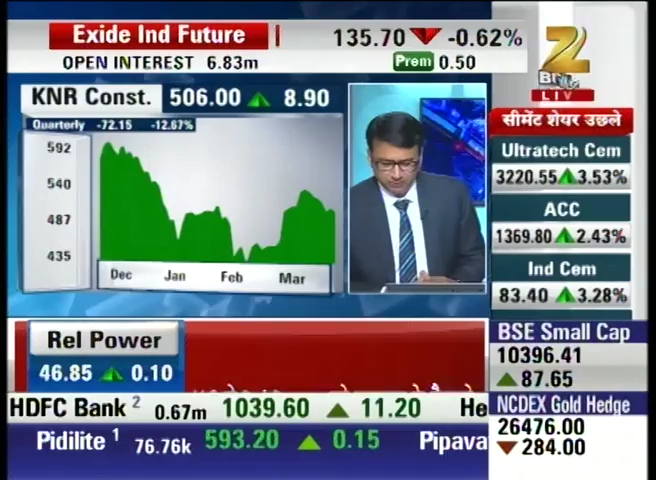 Exide Ind Future 135.70 -0.62%
OPEN INTEREST 6.83m Prem 0.50
LIV
KNR Const. 506.00 8.90
Quarterly -72.15 -12.67%
592
540
487
435
Dec Jan Feb Mar
सीमेंट शेयर उछले
Ultratech Cem
3220.55 3.53%
ACC
1369.80 2.43%
Ind Cem
83.40 3.28%
Rel Power
46.85 0.10
BSE Small Cap
10396.41
87.65
NCDEX Gold Hedge
26476.00
284.00
HDFC Bank 2 0.67m 1039.60 11.20 He
Pidilite 1 76.76k 593.20 0.15 Pipava